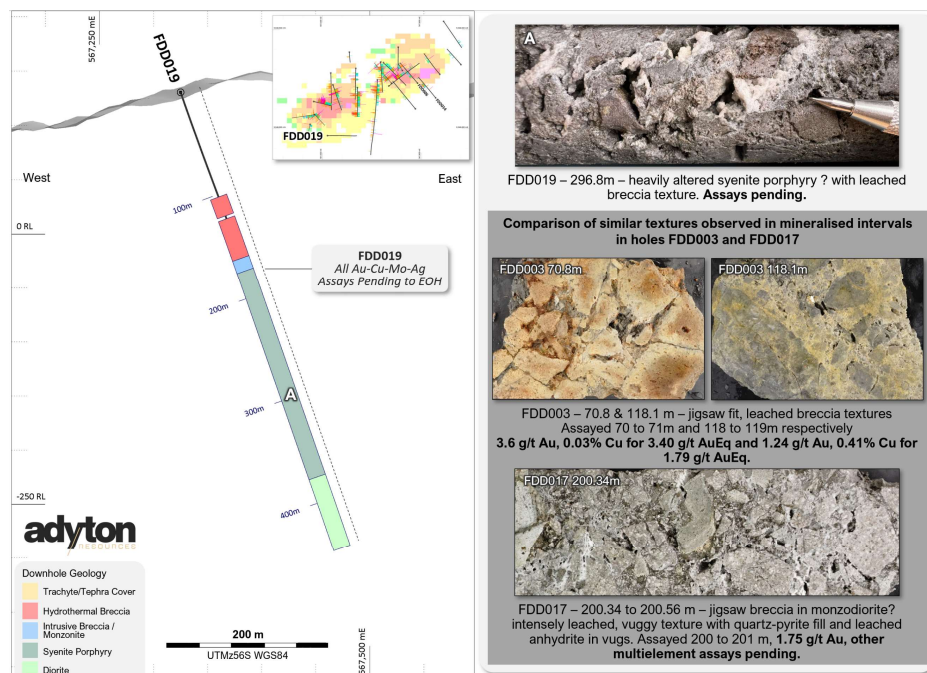 567,250 mE
FDD019
FDD019
West
East
100m
0 RL
FDD019
All Au-Cu-Mo-Ag
Assays Pending to EOH
200m
A
300m
-250 RL
400m
adyton
RESOURCES
Downhole Geology
Trachyte/Tephra Cover
Hydrothermal Breccia
Intrusive Breccia /
Monzonite
Syenite Porphyry
Diorite
200 m
UTMz56S WGS84
567,500 mE
A
FDD019 – 296.8m – heavily altered syenite porphyry ? with leached
breccia texture. Assays pending.
Comparison of similar textures observed in mineralised intervals
in holes FDD003 and FDD017
FDD003 70.8m
FDD003 118.1m
FDD003 – 70.8 & 118.1 m – jigsaw fit, leached breccia textures
Assayed 70 to 71m and 118 to 119m respectively
3.6 g/t Au, 0.03% Cu for 3.40 g/t AuEq and 1.24 g/t Au, 0.41% Cu for
1.79 g/t AuEq.
FDD017 200.34m
FDD017 – 200.34 to 200.56 m – jigsaw breccia in monzodiorite?
intensely leached, vuggy texture with quartz-pyrite fill and leached
anhydrite in vugs. Assayed 200 to 201 m, 1.75 g/t Au, other
multielement assays pending.